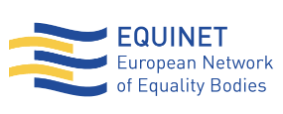 EQUINET
European Network
of Equality Bodies